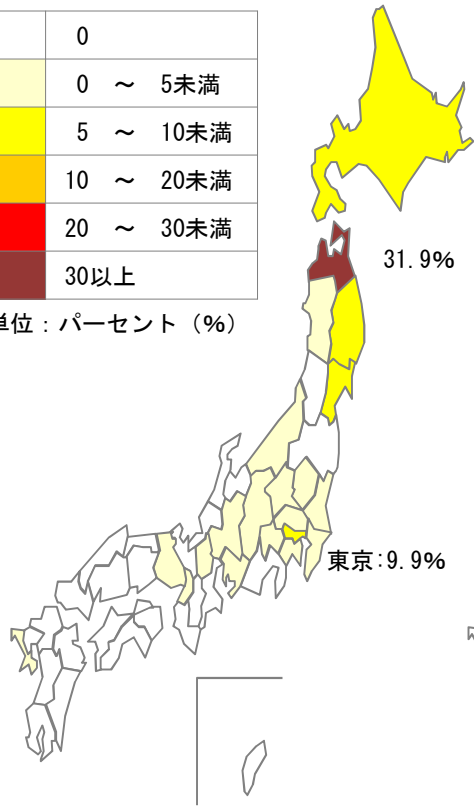 0
0 ～ 5未満
5 ～ 10未満
10 ～ 20未満
20 ～ 30未満
30以上
単位：パーセント（%）
31.9%
東京:9.9%